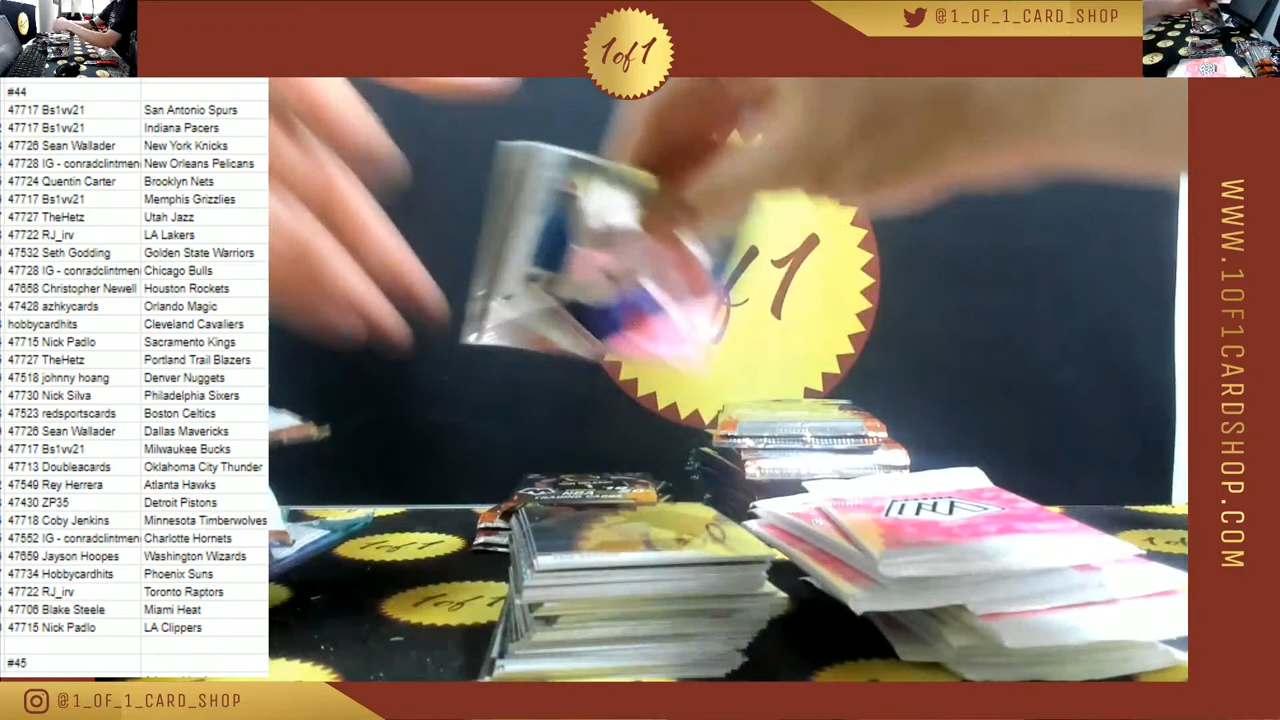 @1_OF_1_CARD_SHOP
1of1
#44
47717 Bs1vv21 San Antonio Spurs
47717 Bs1vv21 Indiana Pacers
47726 Sean Wallader New York Knicks
47728 IG - conradclintmen New Orleans Pelicans
47724 Quentin Carter Brooklyn Nets
47717 Bs1vv21 Memphis Grizzlies
47727 TheHetz Utah Jazz
47722 RJ_irv LA Lakers
47532 Seth Godding Golden State Warriors
47728 IG - conradclintmen Chicago Bulls
47658 Christopher Newell Houston Rockets
47428 azhkycards Orlando Magic
hobbycardhits Cleveland Cavaliers
47715 Nick Padlo Sacramento Kings
47727 TheHetz Portland Trail Blazers
47518 johnny hoang Denver Nuggets
47730 Nick Silva Philadelphia Sixers
47523 redsportscards Boston Celtics
47726 Sean Wallader Dallas Mavericks
47717 Bs1vv21 Milwaukee Bucks
47713 Doubleacards Oklahoma City Thunder
47549 Rey Herrera Atlanta Hawks
47430 ZP35 Detroit Pistons
47718 Coby Jenkins Minnesota Timberwolves
47552 IG - conradclintmen Charlotte Hornets
47659 Jayson Hoopes Washington Wizards
47734 Hobbycardhits Phoenix Suns
47722 RJ_irv Toronto Raptors
47706 Blake Steele Miami Heat
47715 Nick Padlo LA Clippers
#45
f 1
1of1
1of1
WWW.1OF1CARDSHOP.COM
@1_OF_1_CARD_SHOP